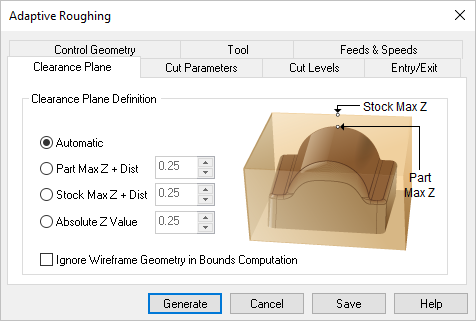 Adaptive Roughing
Control Geometry Tool Feeds & Speeds
Clearance Plane Cut Parameters Cut Levels Entry/Exit
Clearance Plane Definition
Stock Max Z
Automatic
Part Max Z + Dist 0.25
Part
Max Z
Stock Max Z + Dist 0.25
Absolute Z Value 0.25
Ignore Wireframe Geometry in Bounds Computation
Generate Cancel Save Help